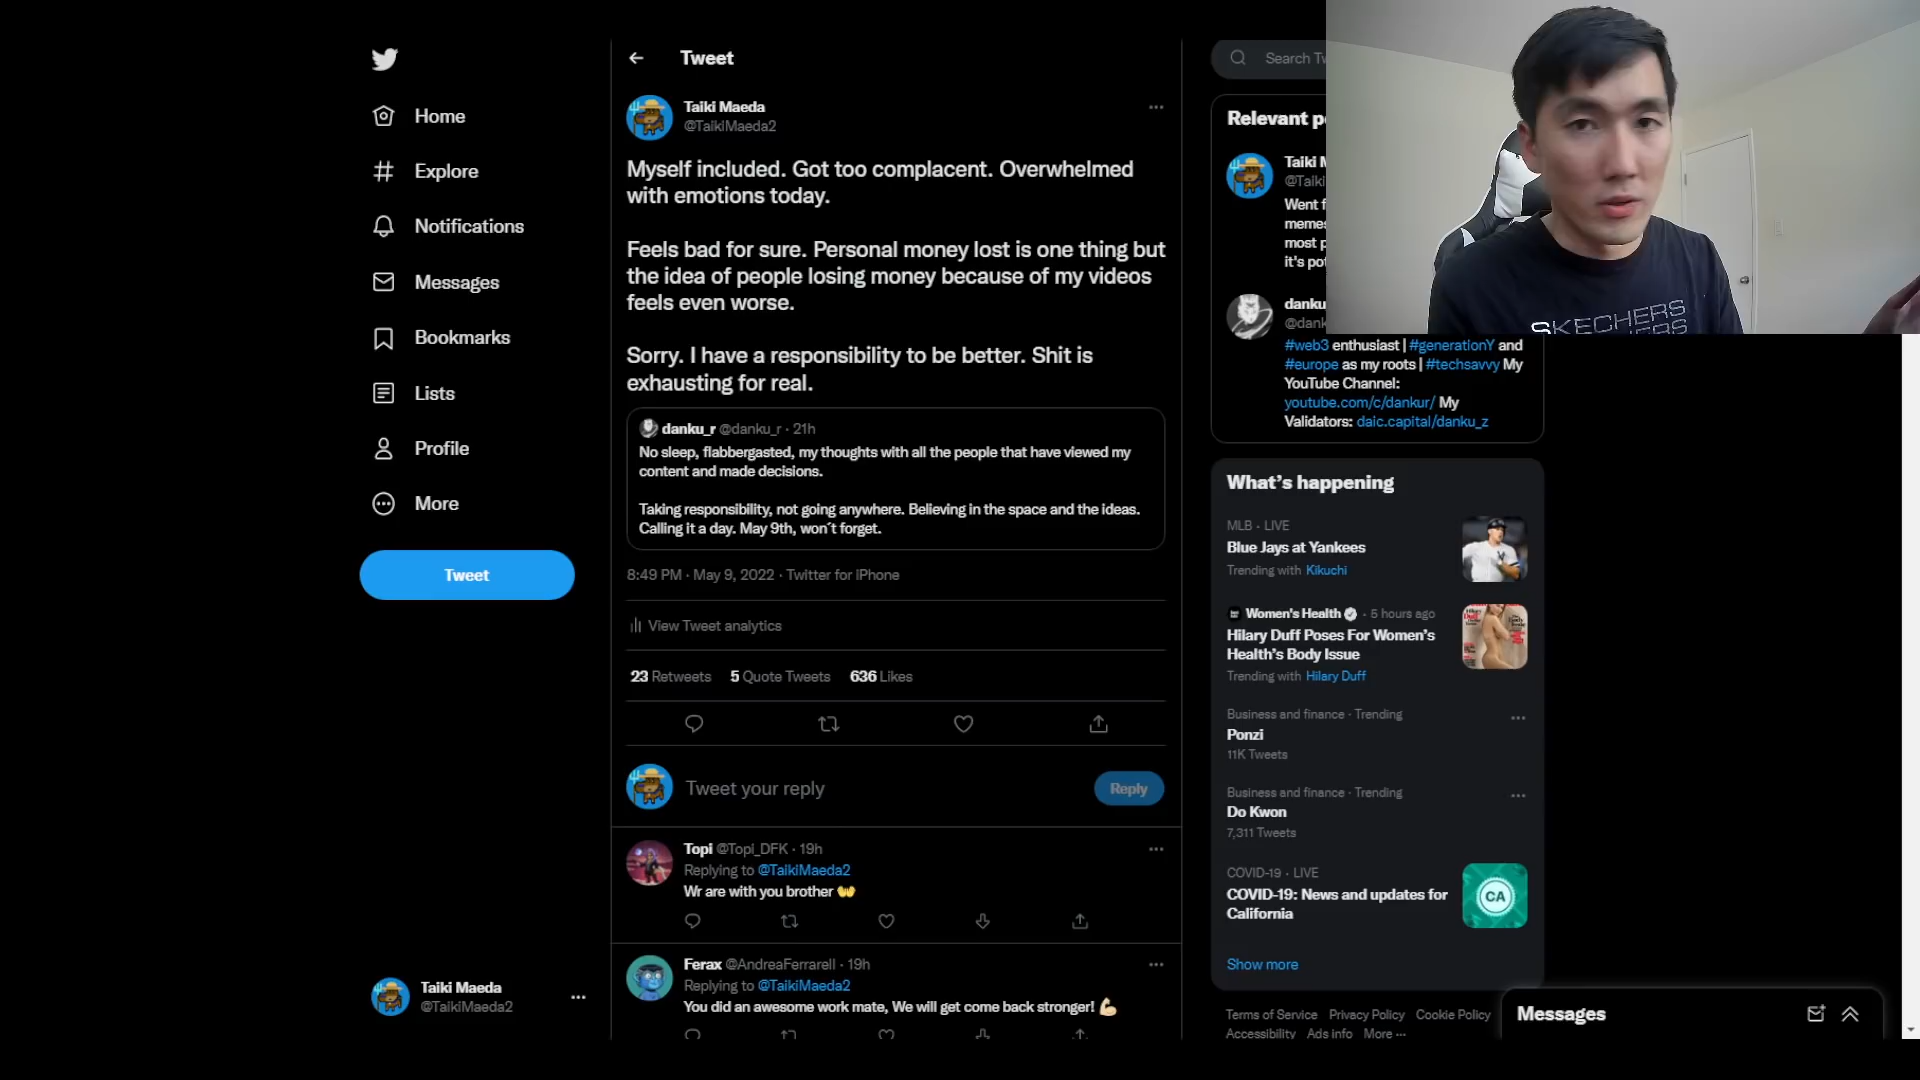 Home
Explore
Notifications
Messages
Bookmarks
Lists
Profile
More
Tweet
Taiki Maeda
@TaikiMaeda2
Tweet
Taiki Maeda
@TaikiMaeda2
Myself included. Got too complacent. Overwhelmed
with emotions today.
Feels bad for sure. Personal money lost is one thing but
the idea of people losing money because of my videos
feels even worse.
Sorry. I have a responsibility to be better. Shit is
exhausting for real.
danku_r @danku_r · 21h
No sleep, flabbergasted, my thoughts with all the people that have viewed my
content and made decisions.
Taking responsibility, not going anywhere. Believing in the space and the ideas.
Calling it a day. May 9th, won´t forget.
8:49 PM · May 9, 2022 · Twitter for iPhone
View Tweet analytics
23 Retweets 5 Quote Tweets 636 Likes
Tweet your reply
Reply
Topi @Topi_DFK · 19h
Replying to @TaikiMaeda2
Wr are with you brother
Ferax @AndreaFerrarelI · 19h
Replying to @TaikiMaeda2
You did an awesome work mate, We will get come back stronger!
Search
Relevant
Taiki
@Taiki
Went
memes
most
it's
danku
@dank
#web3 enthusiast | #generationY and
#europe as my roots | #techsavvy My
YouTube Channel:
youtube.com/c/dankur/ My
Validators: daic.capital/danku_z
SKECHERS
What's happening
MLB · LIVE
Blue Jays at Yankees
Trending with Kikuchi
Women's Health · 5 hours ago
Hilary Duff Poses For Women's
Health's Body Issue
Trending with Hilary Duff
Business and finance · Trending
Ponzi
11K Tweets
Business and finance · Trending
Do Kwon
7,311 Tweets
COVID-19 · LIVE
COVID-19: News and updates for
California
CA
Show more
Terms of Service Privacy Policy Cookie Policy
Accessibility Ads info More ···
Messages